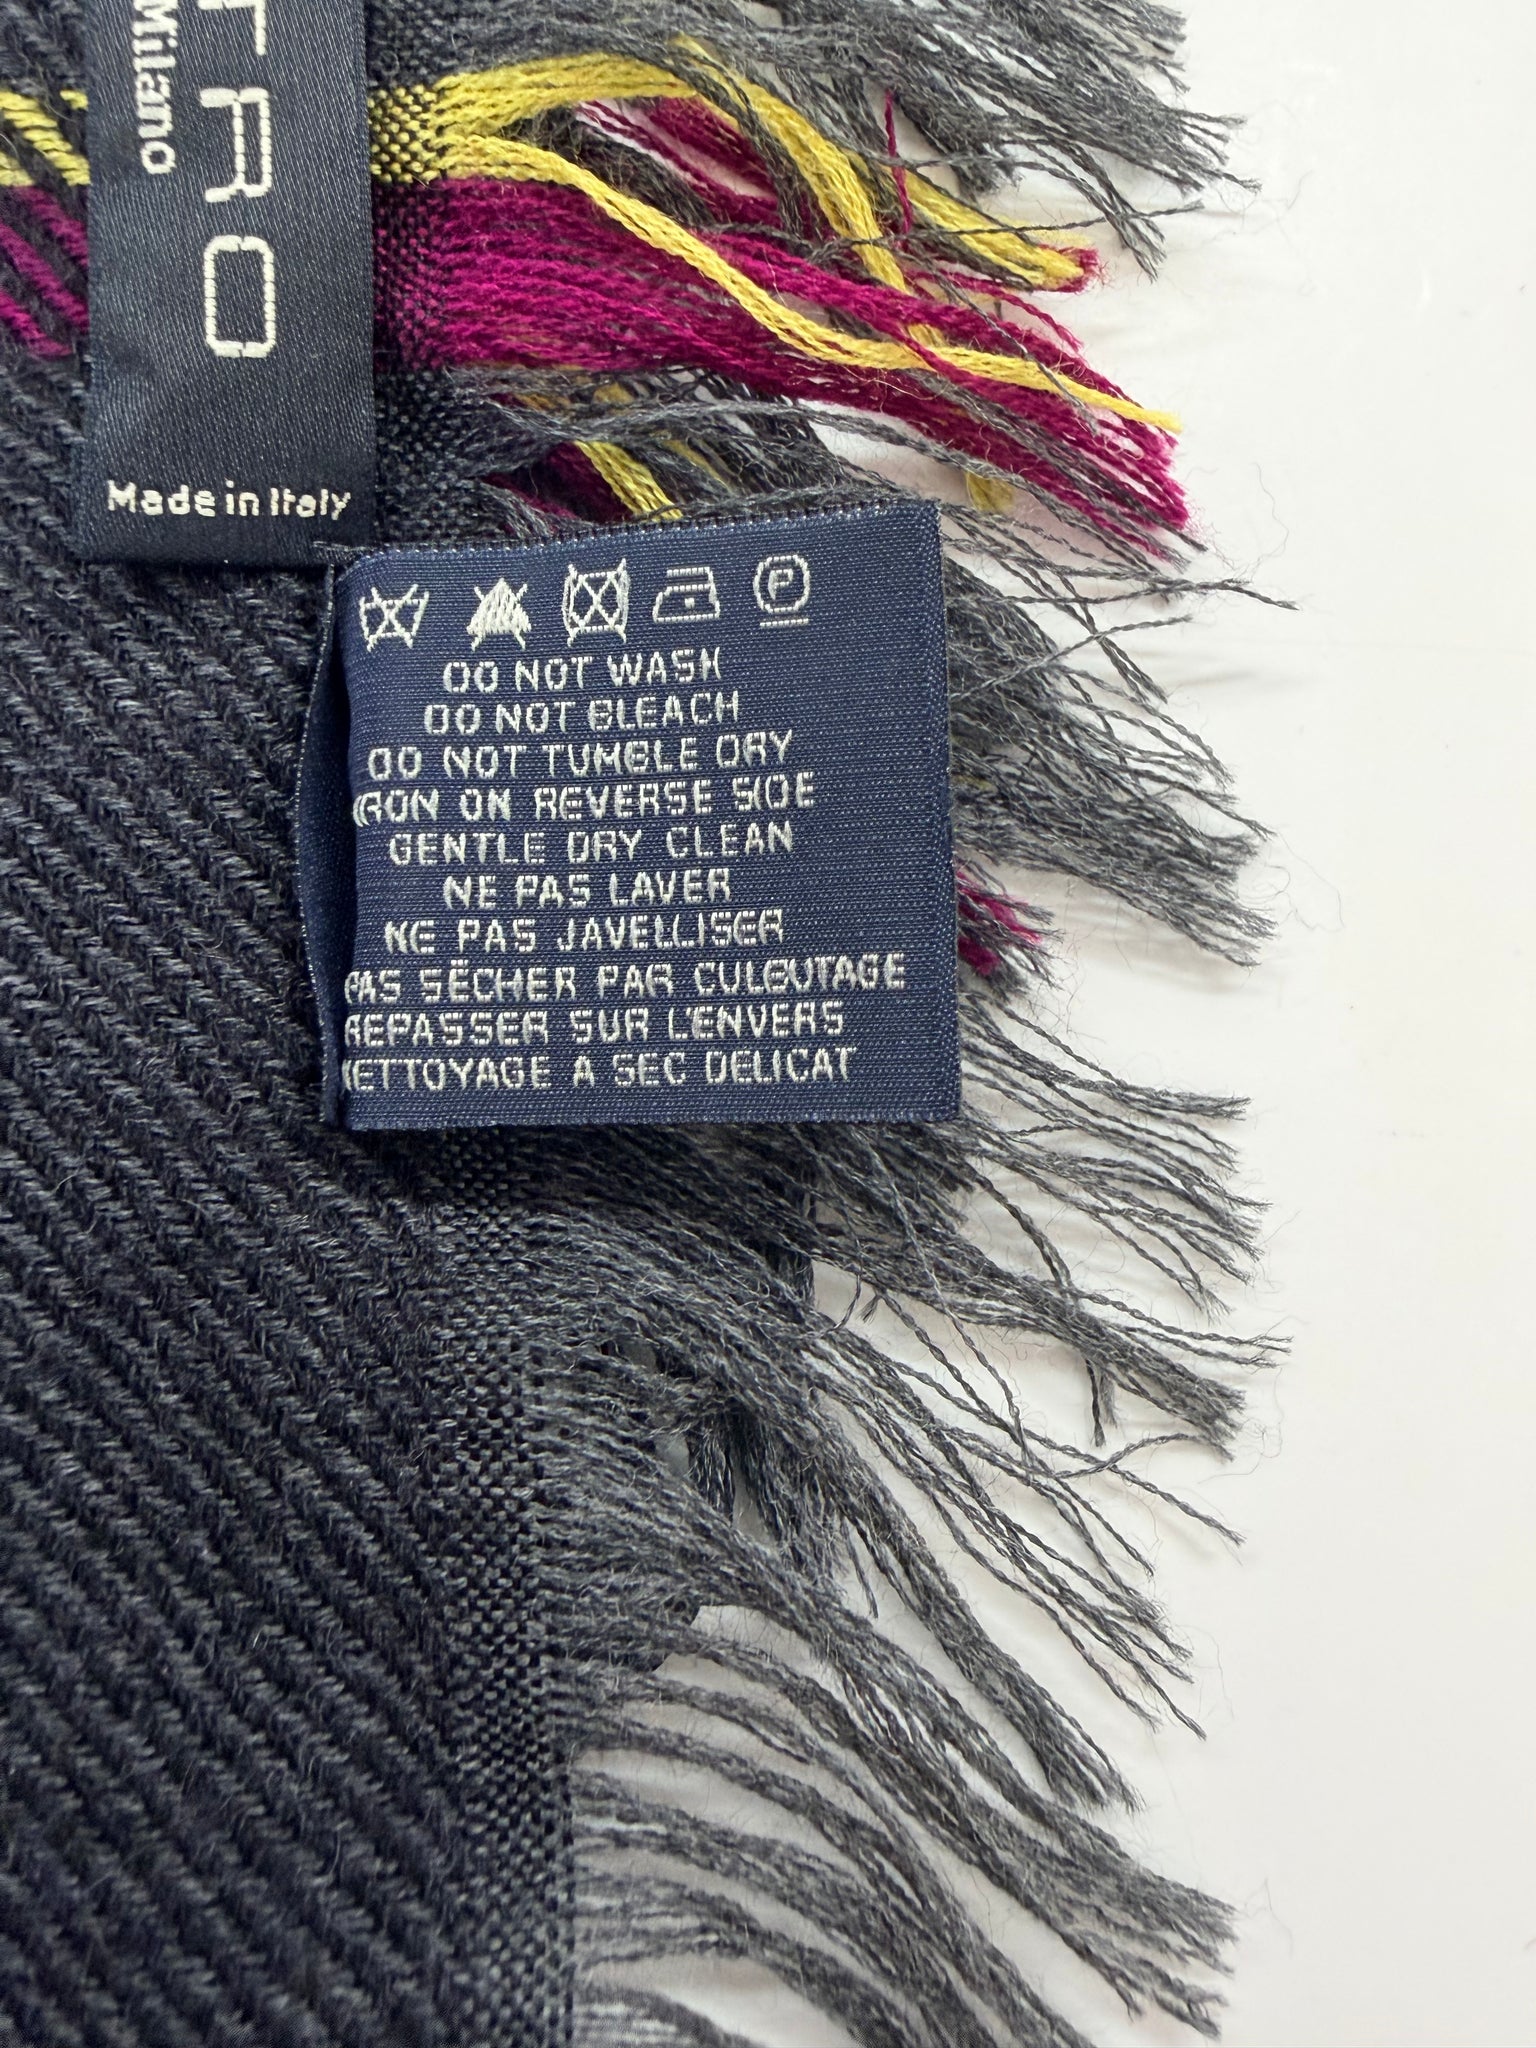 TRO
Milano
Made in Italy
P
DO NOT WASH
DO NOT BLEACH
DO NOT TUMBLE DRY
IRON ON REVERSE SIDE
GENTLE DRY CLEAN
NE PAS LAVER
NE PAS JAVELLISER
PAS SÉCHER PAR CULBUTAGE
REPASSER SUR L'ENVERS
NETTOYAGE A SEC DELICAT